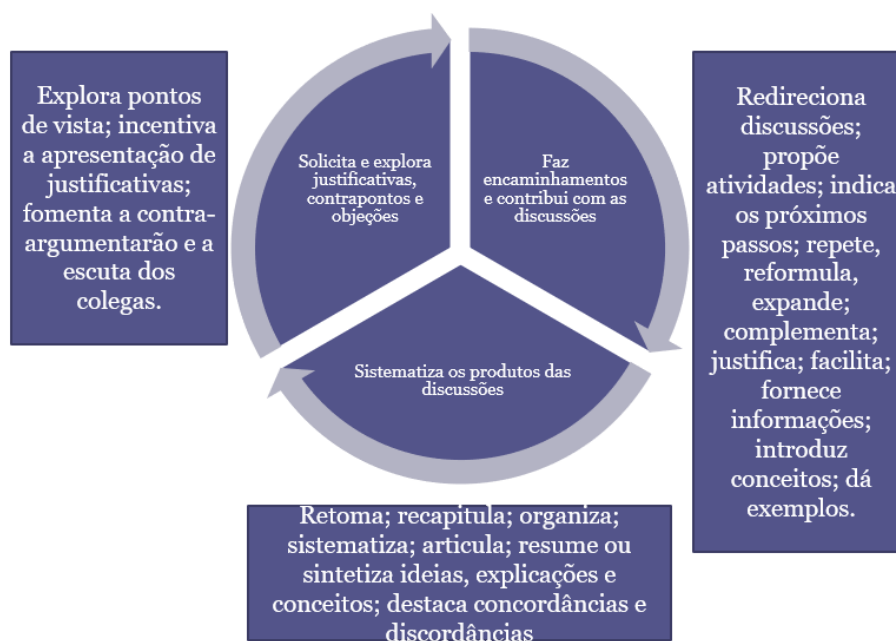 Explora pontos
de vista; incentiva
a apresentação de
justificativas;
fomenta a contra-
argumentarão e a
escuta dos
colegas.
Solicita e explora
justificativas,
contrapontos e
objeções
Faz
encaminhamentos
e contribui com as
discussões
Redireciona
discussões;
propõe
atividades; indica
os próximos
passos; repete,
reformula,
expande;
complementa;
justifica; facilita;
fornece
informações;
introduz
conceitos; dá
exemplos.
Sistematiza os produtos das
discussões
Retoma; recapitula; organiza;
sistematiza; articula; resume ou
sintetiza ideias, explicações e
conceitos; destaca concordâncias e
discordâncias